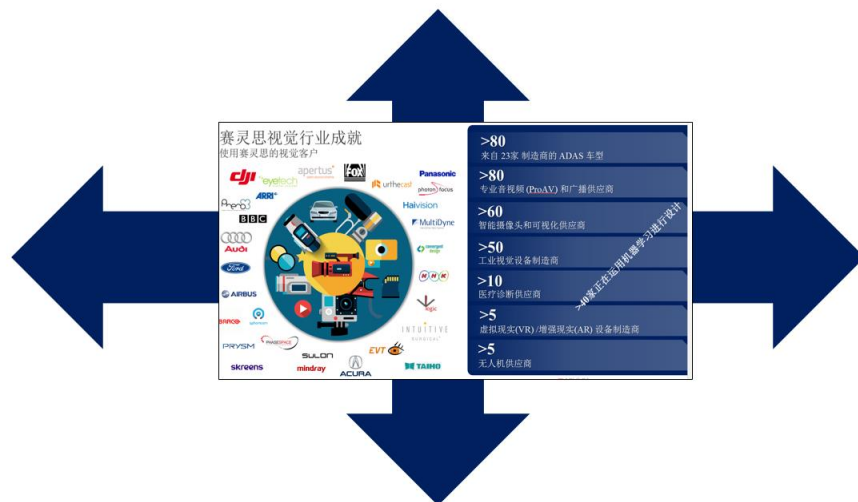 赛灵思视觉行业成就
使用赛灵思的视觉客户
dji
eyetech
apertus°
FOX
urthecast
Panasonic
photonfocus
ARRI
BBC
Haivision
MultiDyne
Audi
Ford
NHK
AIRBUS
logic
BARCO
INTUITIVE
SURGICAL
PRYSM
PHASESPACE
SULON
EVT
skreens
mindray
ACURA
TAIHO
>80
来自 23家 制造商的 ADAS 车型
>80
专业音视频 (ProAV) 和广播供应商
>60
智能摄像头和可视化供应商
>50
工业视觉设备制造商
>10
医疗诊断供应商
>5
虚拟现实(VR) /增强现实(AR) 设备制造商
>5
无人机供应商
>40家正在运用机器学习进行设计